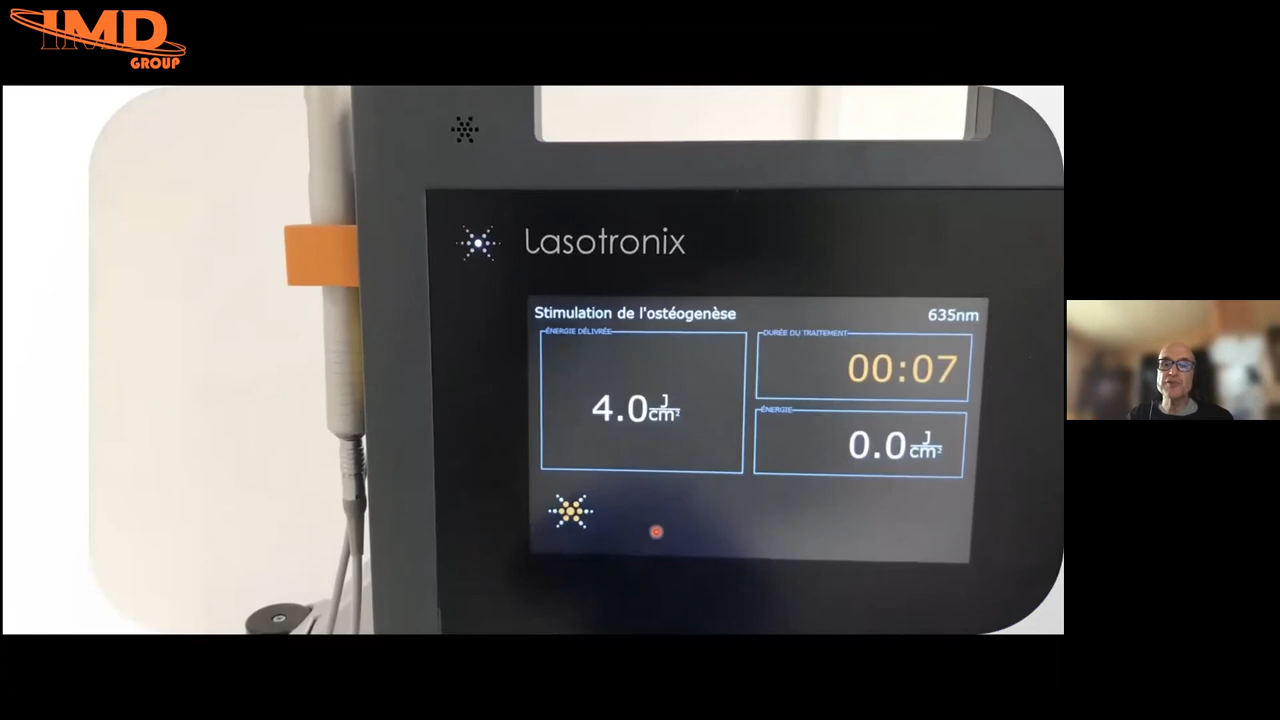 IMD
GROUP
Lasotronix
Stimulation de l'ostéogenèse
635nm
ÉNERGIE DÉLIVRÉE
4.0 J/cm²
DURÉE DU TRAITEMENT
00:07
ÉNERGIE
0.0 J/cm²